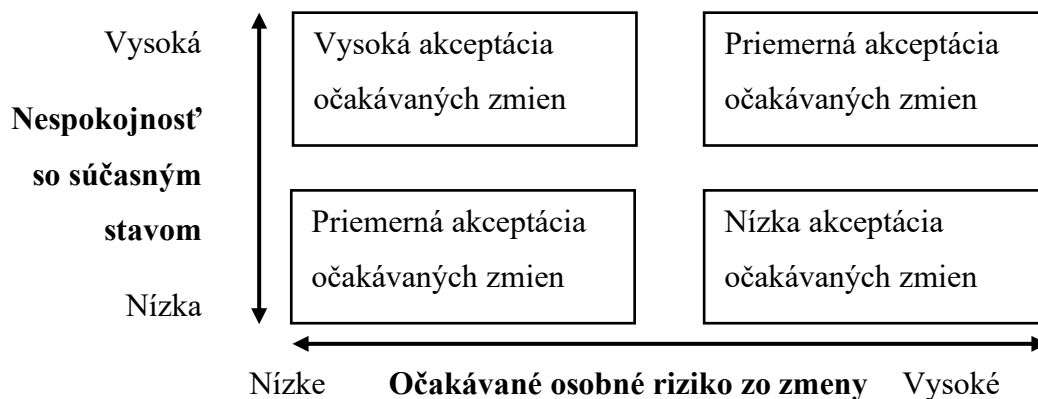 Vysoká
Nespokojnosť
so súčasným
stavom
Nízka
Vysoká akceptácia
očakávaných zmien
Priemerná akceptácia
očakávaných zmien
Priemerná akceptácia
očakávaných zmien
Nízka akceptácia
očakávaných zmien
Nízke Očakávané osobné riziko zo zmeny Vysoké